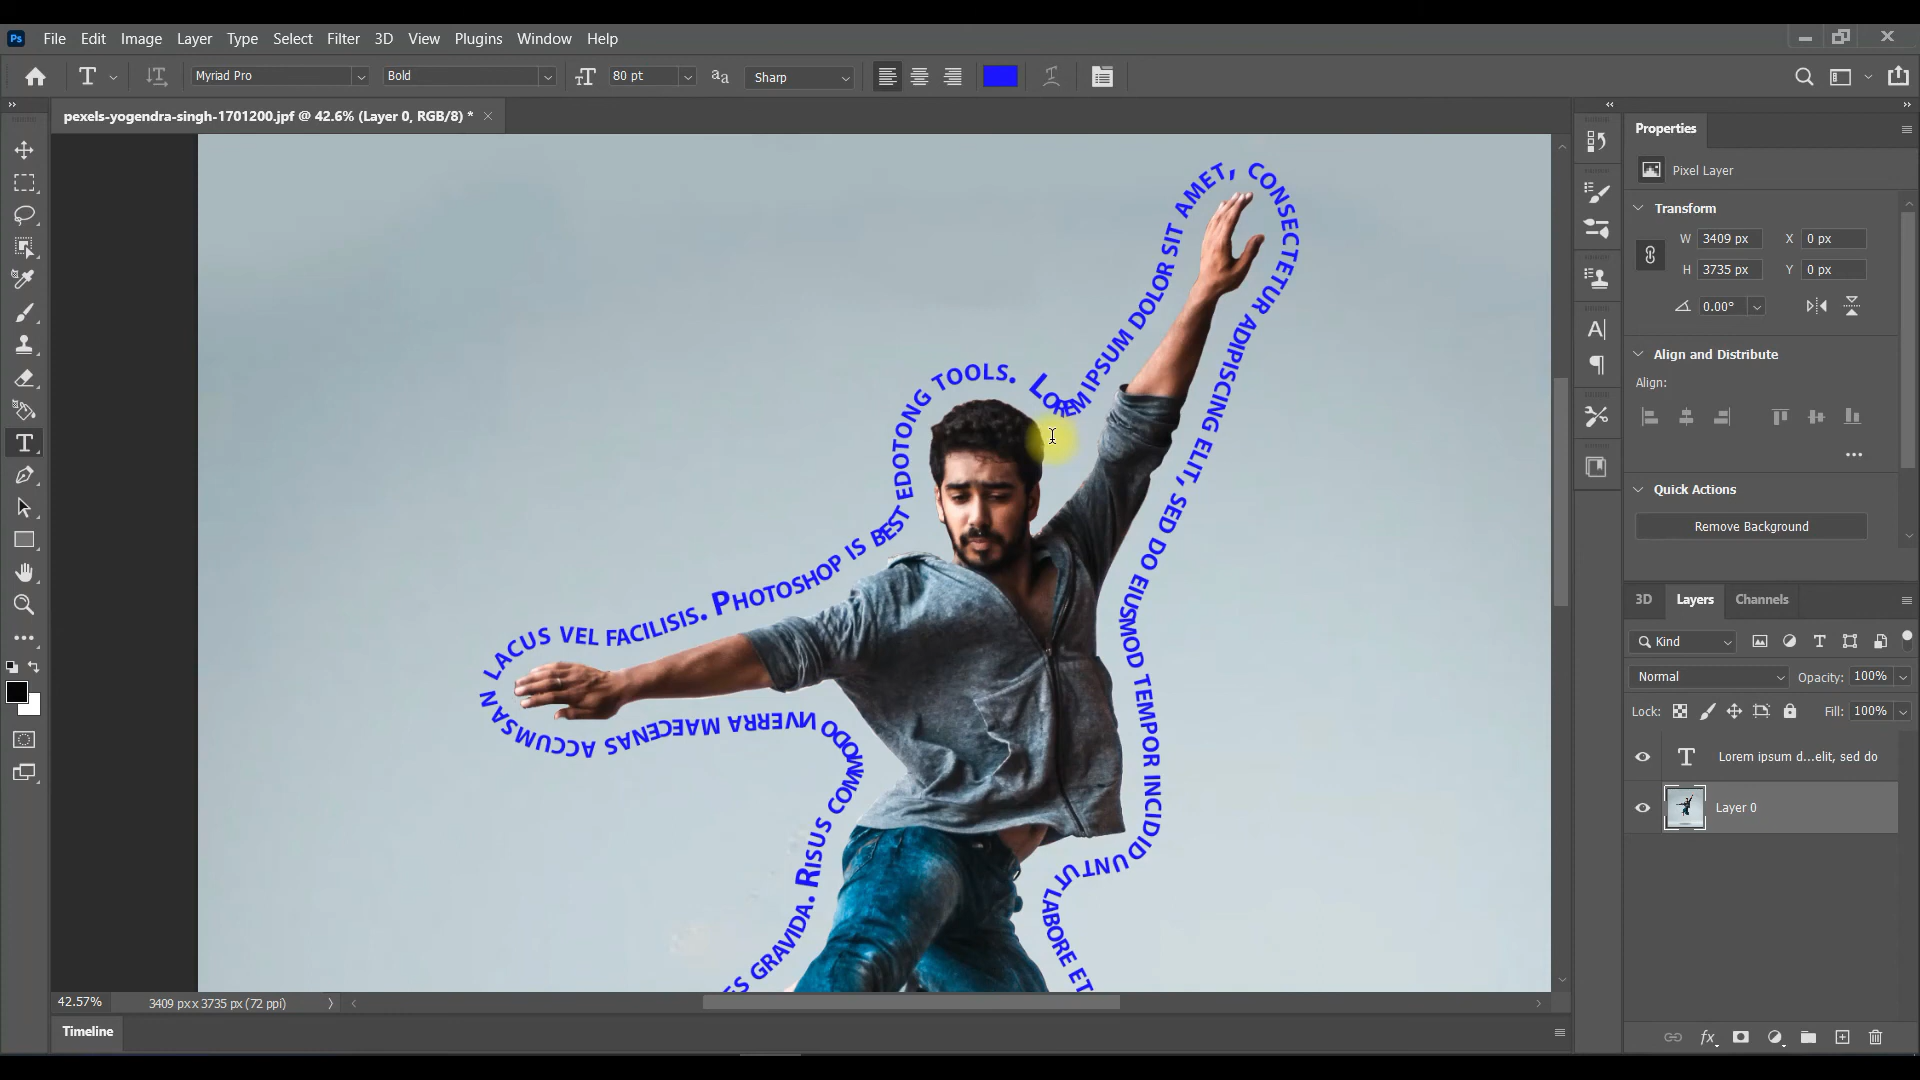 Ps File Edit Image Layer Type Select Filter 3D View Plugins Window Help
Myriad Pro Bold 80 pt Sharp
pexels-yogendra-singh-1701200.jpf @ 42.6% (Layer 0, RGB/8) * ×
Lorem ipsum dolor sit amet, consectetur adipiscing elit, sed do eiusmod tempor incididunt ut labore et
es gravida. Risus commodo viverra maecenas accumsan lacus vel facilisis. Photoshop is best edotong tools.
Properties
Pixel Layer
Transform
W 3409 px X 0 px
H 3735 px Y 0 px
0.00°
Align and Distribute
Align:
Quick Actions
Remove Background
3D Layers Channels
Kind
Normal Opacity: 100%
Lock: Fill: 100%
Lorem ipsum d...elit, sed do
Layer 0
fx
42.57% 3409 px x 3735 px (72 ppi)
Timeline